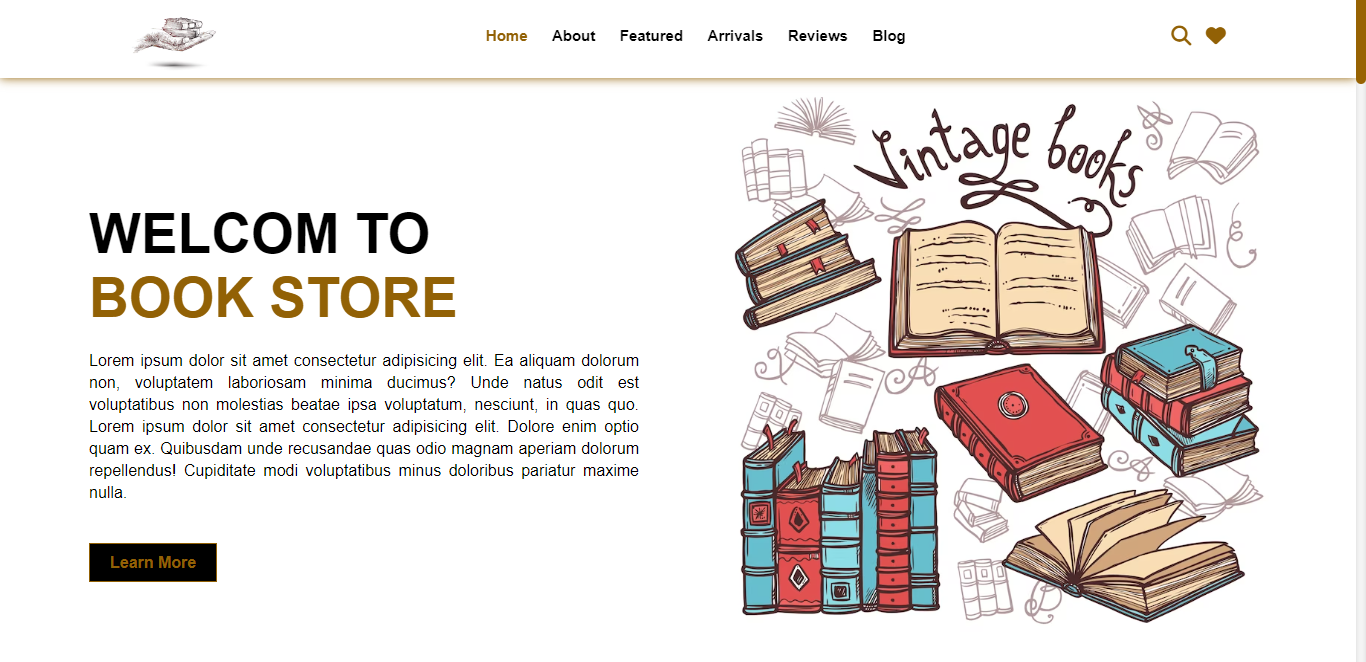 Home About Featured Arrivals Reviews Blog
Vintage books
WELCOM TO
BOOK STORE
Lorem ipsum dolor sit amet consectetur adipisicing elit. Ea aliquam dolorum
non, voluptatem laboriosam minima ducimus? Unde natus odit est
voluptatibus non molestias beatae ipsa voluptatum, nesciunt, in quas quo.
Lorem ipsum dolor sit amet consectetur adipisicing elit. Dolore enim optio
quam ex. Quibusdam unde recusandae quas odio magnam aperiam dolorum
repellendus! Cupiditate modi voluptatibus minus doloribus pariatur maxime
nulla.
Learn More